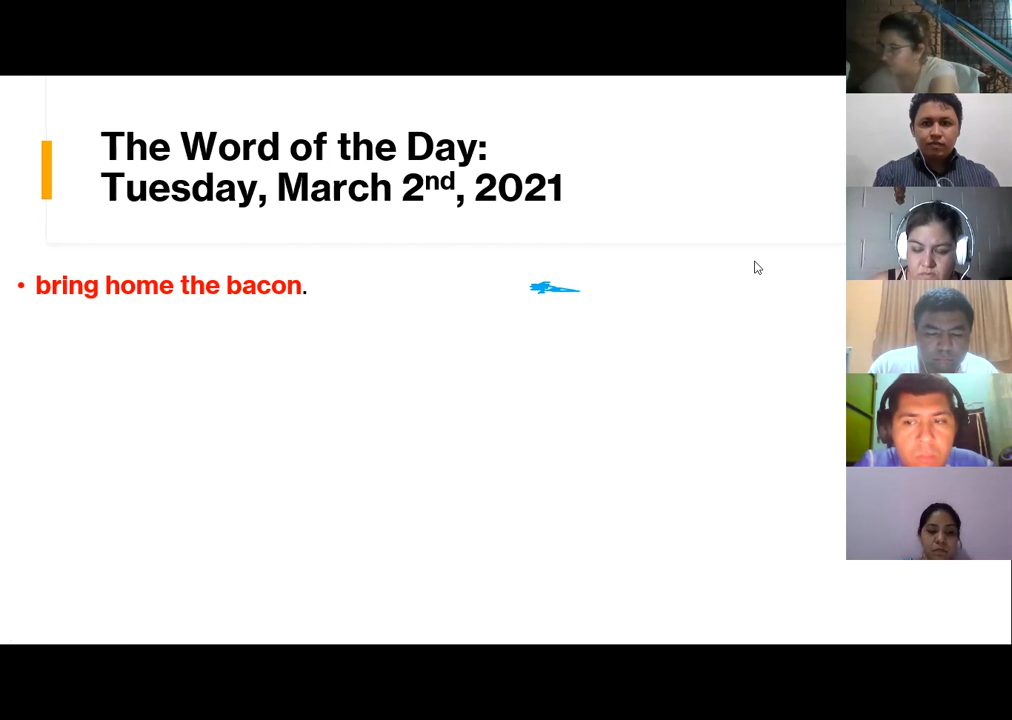 The Word of the Day:
Tuesday, March 2nd, 2021
• bring home the bacon.